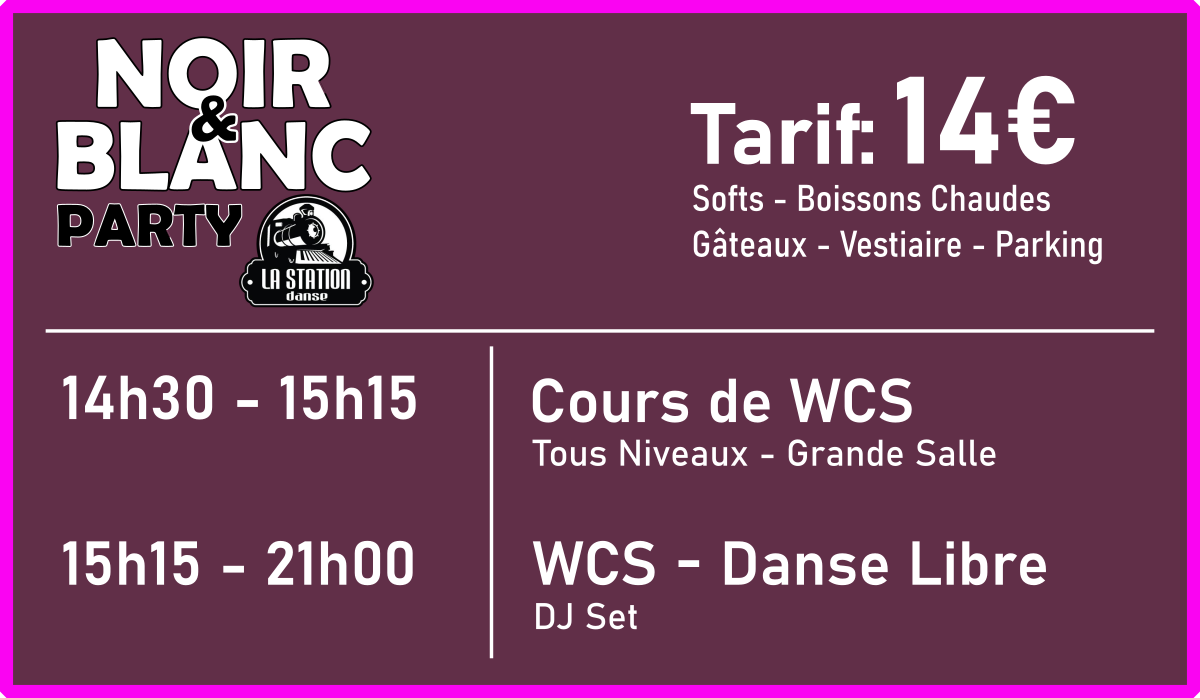 NOIR
&
BLANC
PARTY
LA STATION
danse
Tarif: 14€
Softs - Boissons Chaudes
Gâteaux - Vestiaire - Parking
14h30 - 15h15
Cours de WCS
Tous Niveaux - Grande Salle
15h15 - 21h00
WCS - Danse Libre
DJ Set